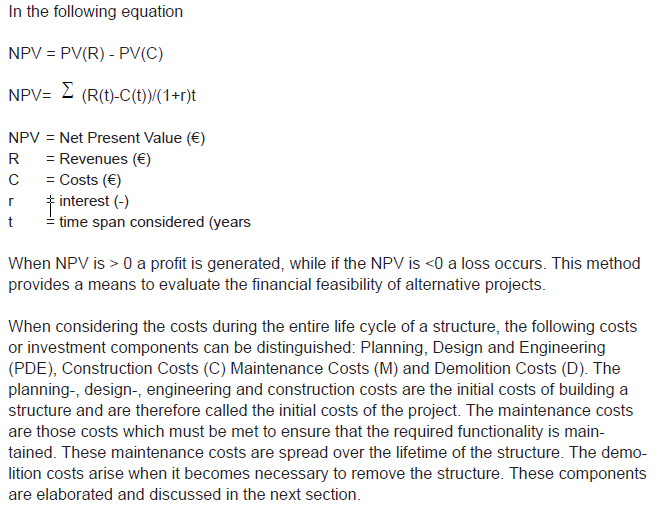 In the following equation
NPV = PV(R) - PV(C)
NPV= Σ (R(t)-C(t))/(1+r)t
NPV = Net Present Value (€)
R = Revenues (€)
C = Costs (€)
r = interest (-)
t = time span considered (years
When NPV is > 0 a profit is generated, while if the NPV is <0 a loss occurs. This method
provides a means to evaluate the financial feasibility of alternative projects.
When considering the costs during the entire life cycle of a structure, the following costs
or investment components can be distinguished: Planning, Design and Engineering
(PDE), Construction Costs (C) Maintenance Costs (M) and Demolition Costs (D). The
planning-, design-, engineering and construction costs are the initial costs of building a
structure and are therefore called the initial costs of the project. The maintenance costs
are those costs which must be met to ensure that the required functionality is main-
tained. These maintenance costs are spread over the lifetime of the structure. The demo-
lition costs arise when it becomes necessary to remove the structure. These components
are elaborated and discussed in the next section.